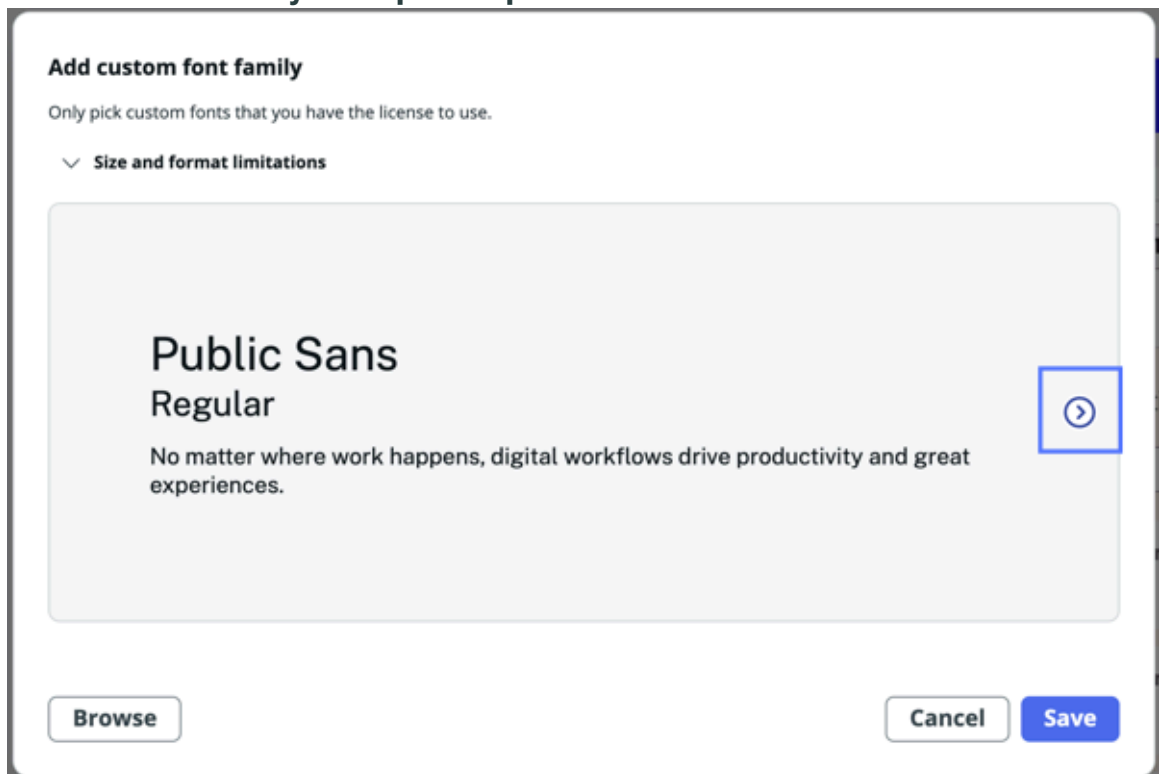 Add custom font family
Only pick custom fonts that you have the license to use.
Size and format limitations
Public Sans
Regular
No matter where work happens, digital workflows drive productivity and great
experiences.
Browse
Cancel
Save